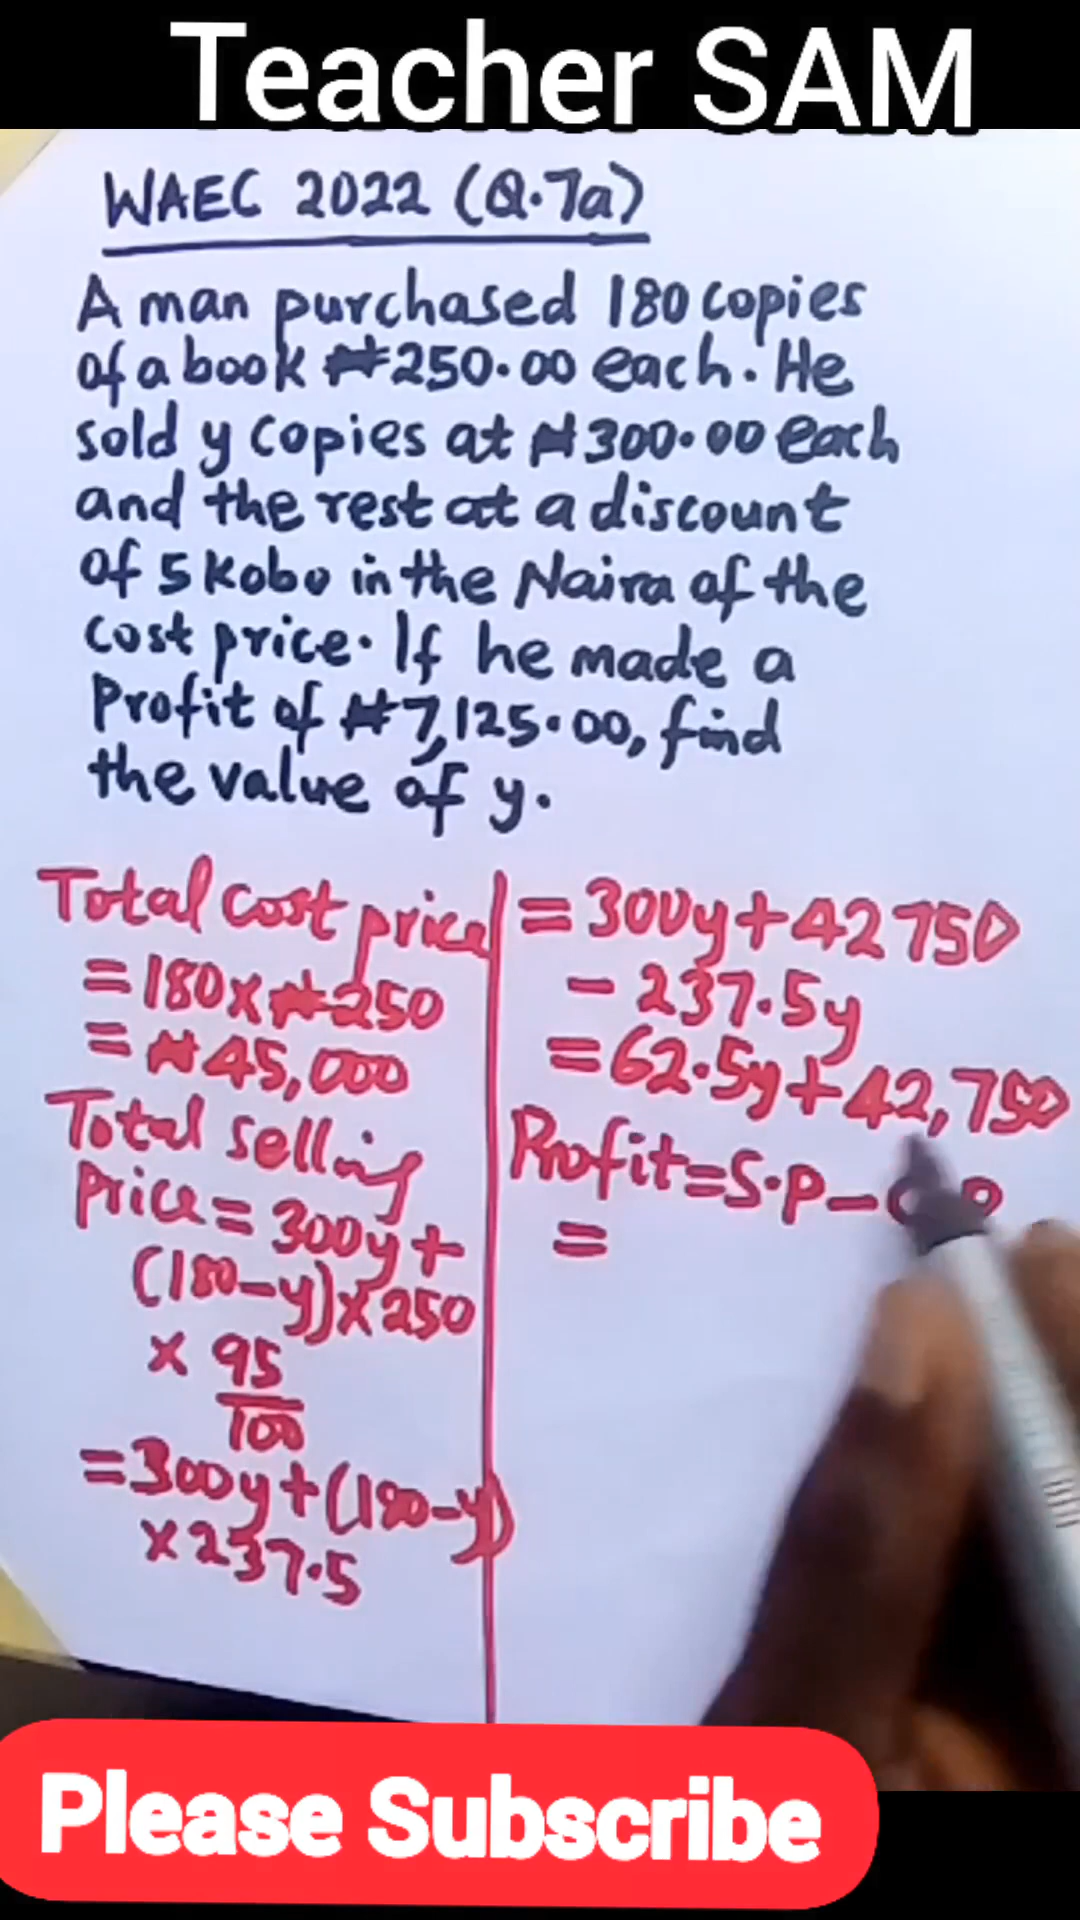 Teacher SAM
WAEC 2022 (Q.7a)
A man purchased 180 copies
of a book ₦250.00 each. He
sold y copies at ₦300.00 each
and the rest at a discount
of 5 kobo in the Naira of the
cost price. If he made a
Profit of ₦7,125.00, find
the value of y.
Total cost price
= 180 x ₦250
= ₦45,000
Total selling
Price = 300y +
(180-y) x 250
x 95
100
= 300y + (180-y)
x 237.5
= 300y + 42750
- 237.5y
= 62.5y + 42,750
Profit = S.P -
=
Please Subscribe